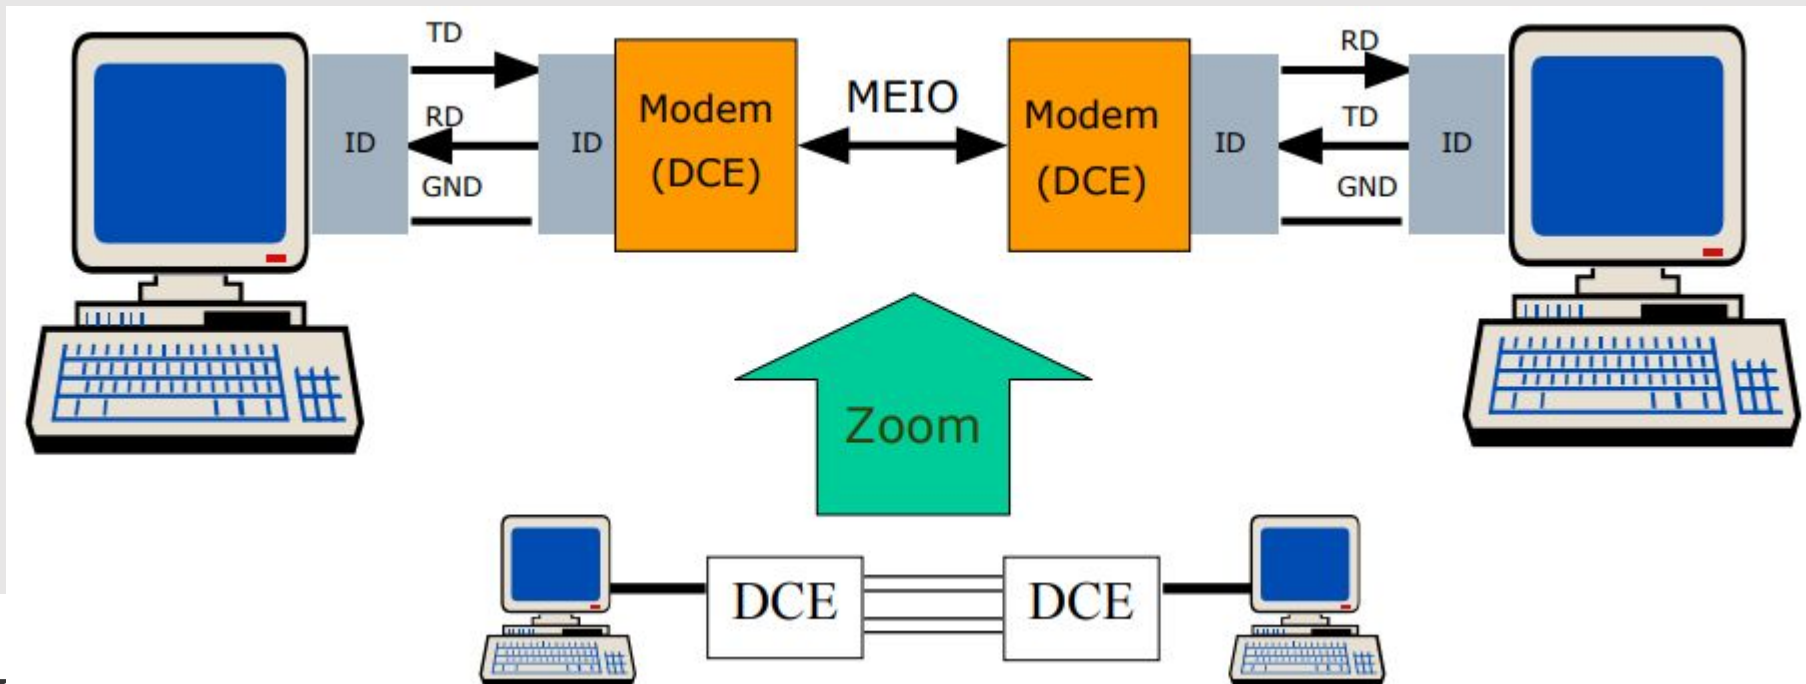 TD
RD
GND
ID
ID
Modem
(DCE)
MEIO
Modem
(DCE)
ID
RD
TD
GND
ID
Zoom
DCE
DCE